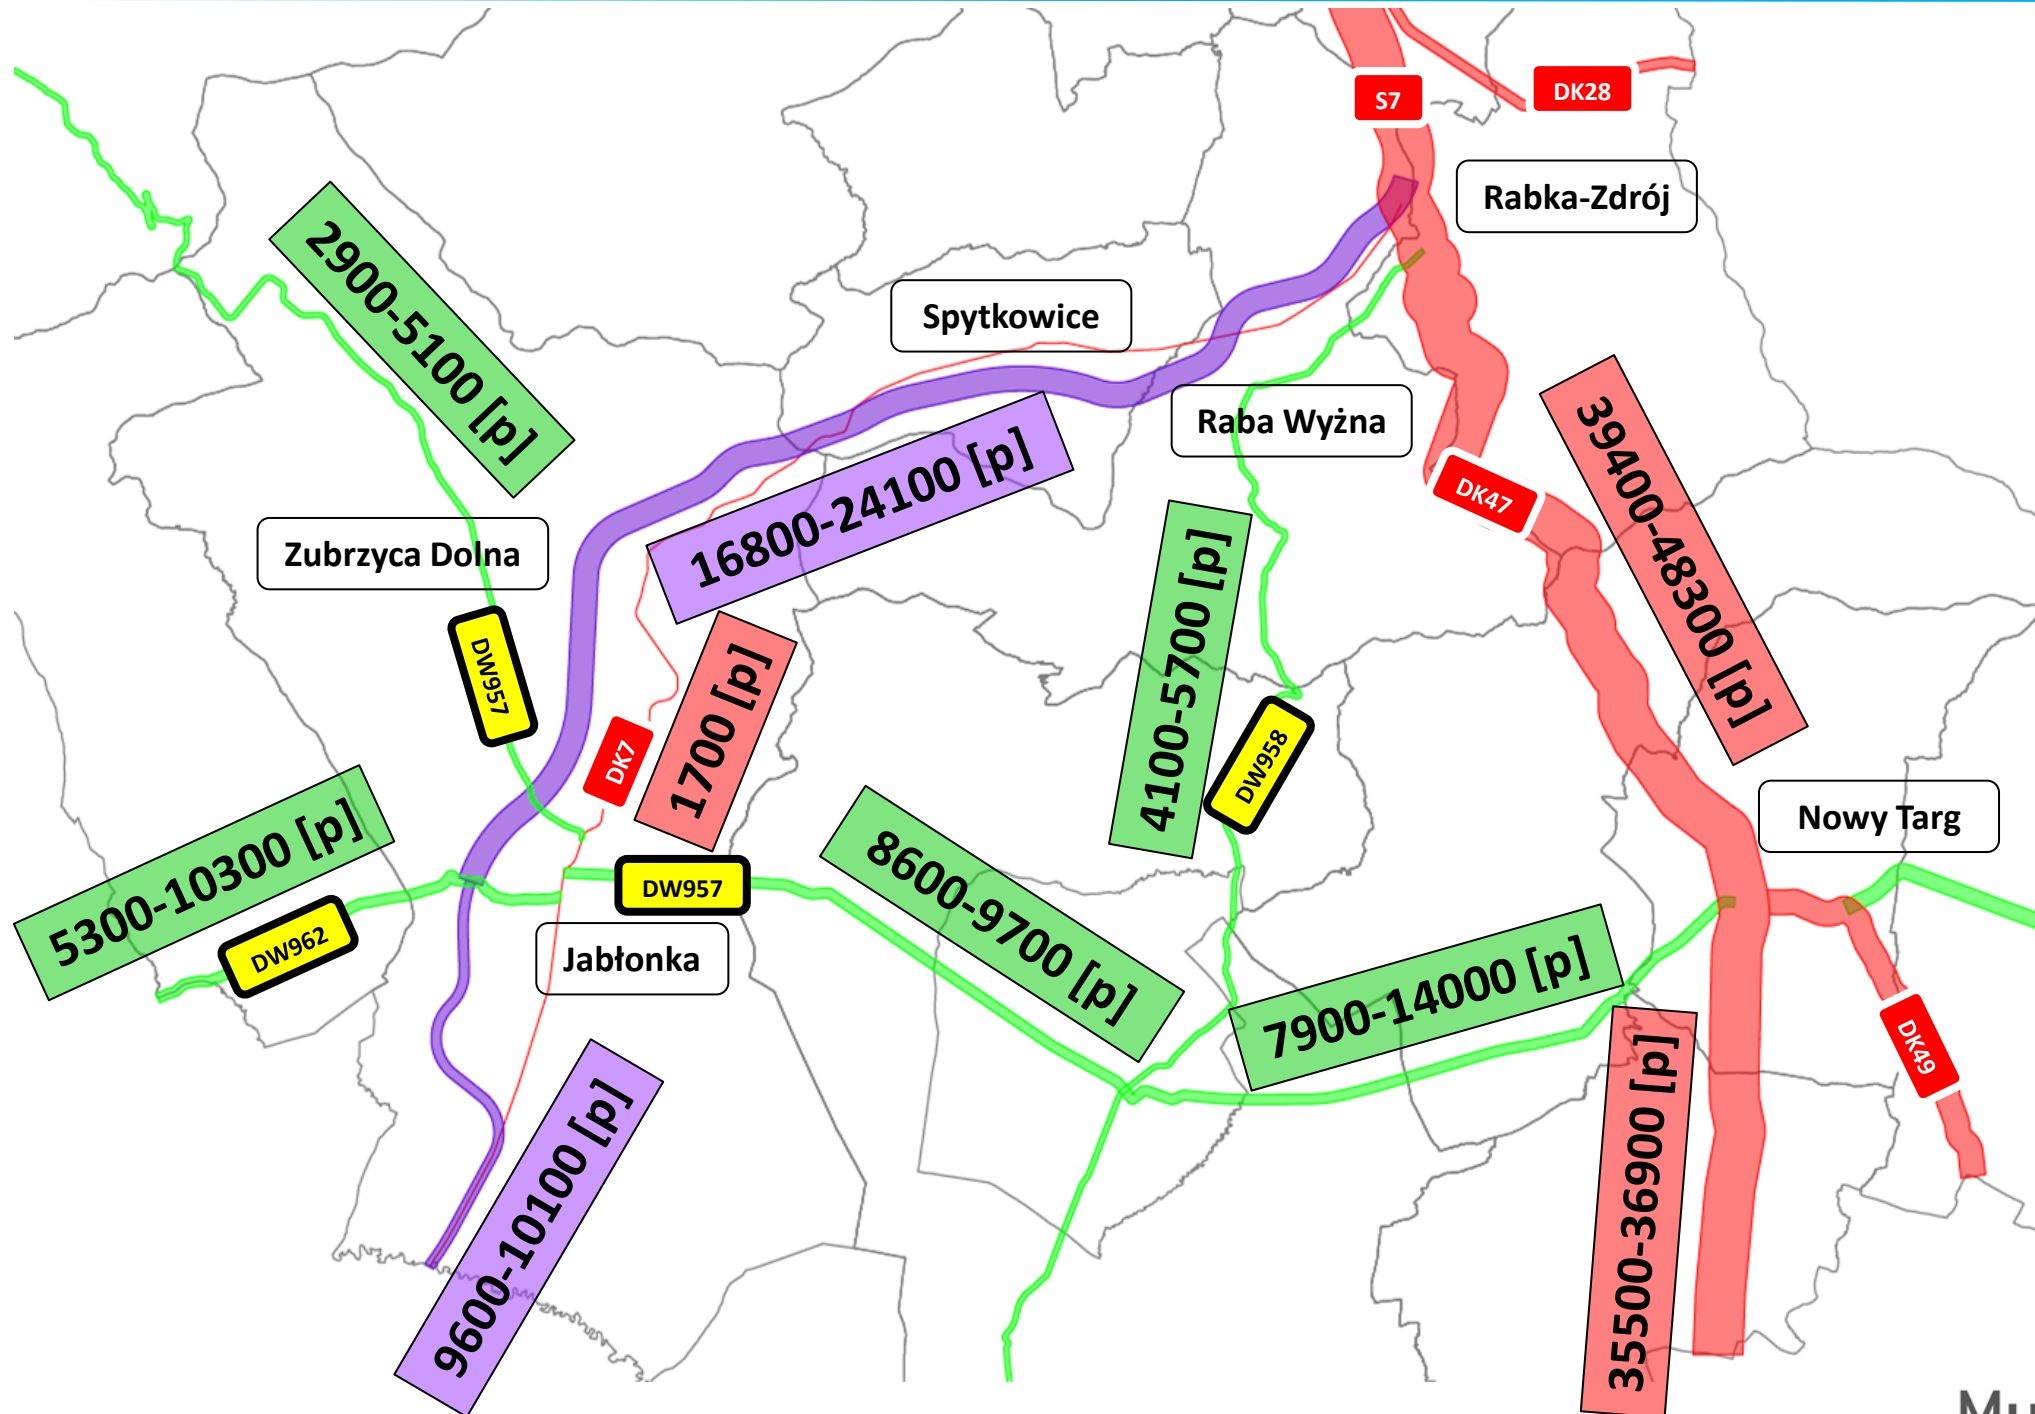 S7
DK28
Rabka-Zdrój
2900-5100 [p]
Spytkowice
Raba Wyżna
39400-48300 [p]
DK47
16800-24100 [p]
Zubrzyca Dolna
4100-5700 [p]
DW957
1700 [p]
DK7
DW958
Nowy Targ
5300-10300 [p]
8600-9700 [p]
DW957
DW962
Jabłonka
7900-14000 [p]
DK49
9600-10100 [p]
35500-36900 [p]